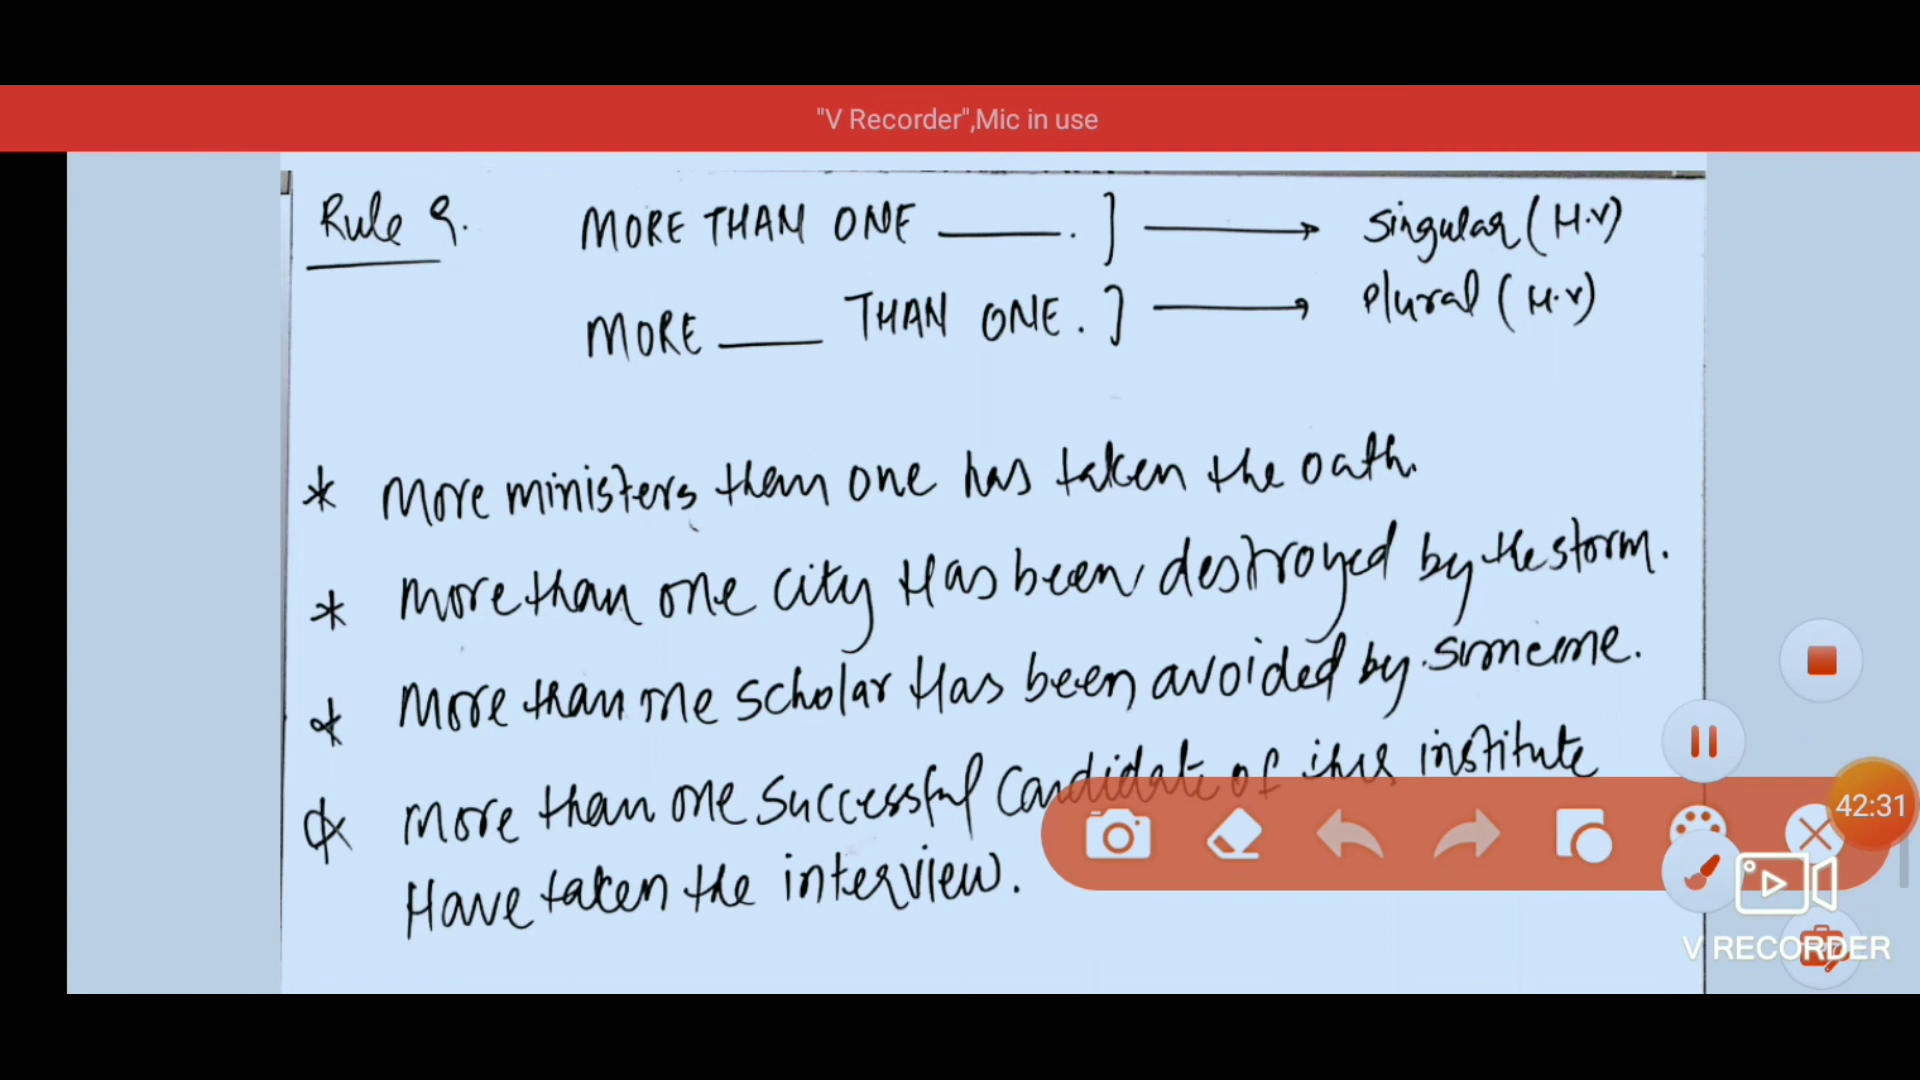 "V Recorder",Mic in use
Rule 9. MORE THAN ONE ____. ] → Singular (H.V)
MORE ____ THAN ONE. ] → Plural (H.V)
* More ministers than one has taken the oath.
* More than one city Has been destroyed by the storm.
* More than one scholar Has been avoided by someone.
* More than one successful candidate of this institute
Have taken the interview.
42:31
V RECORDER